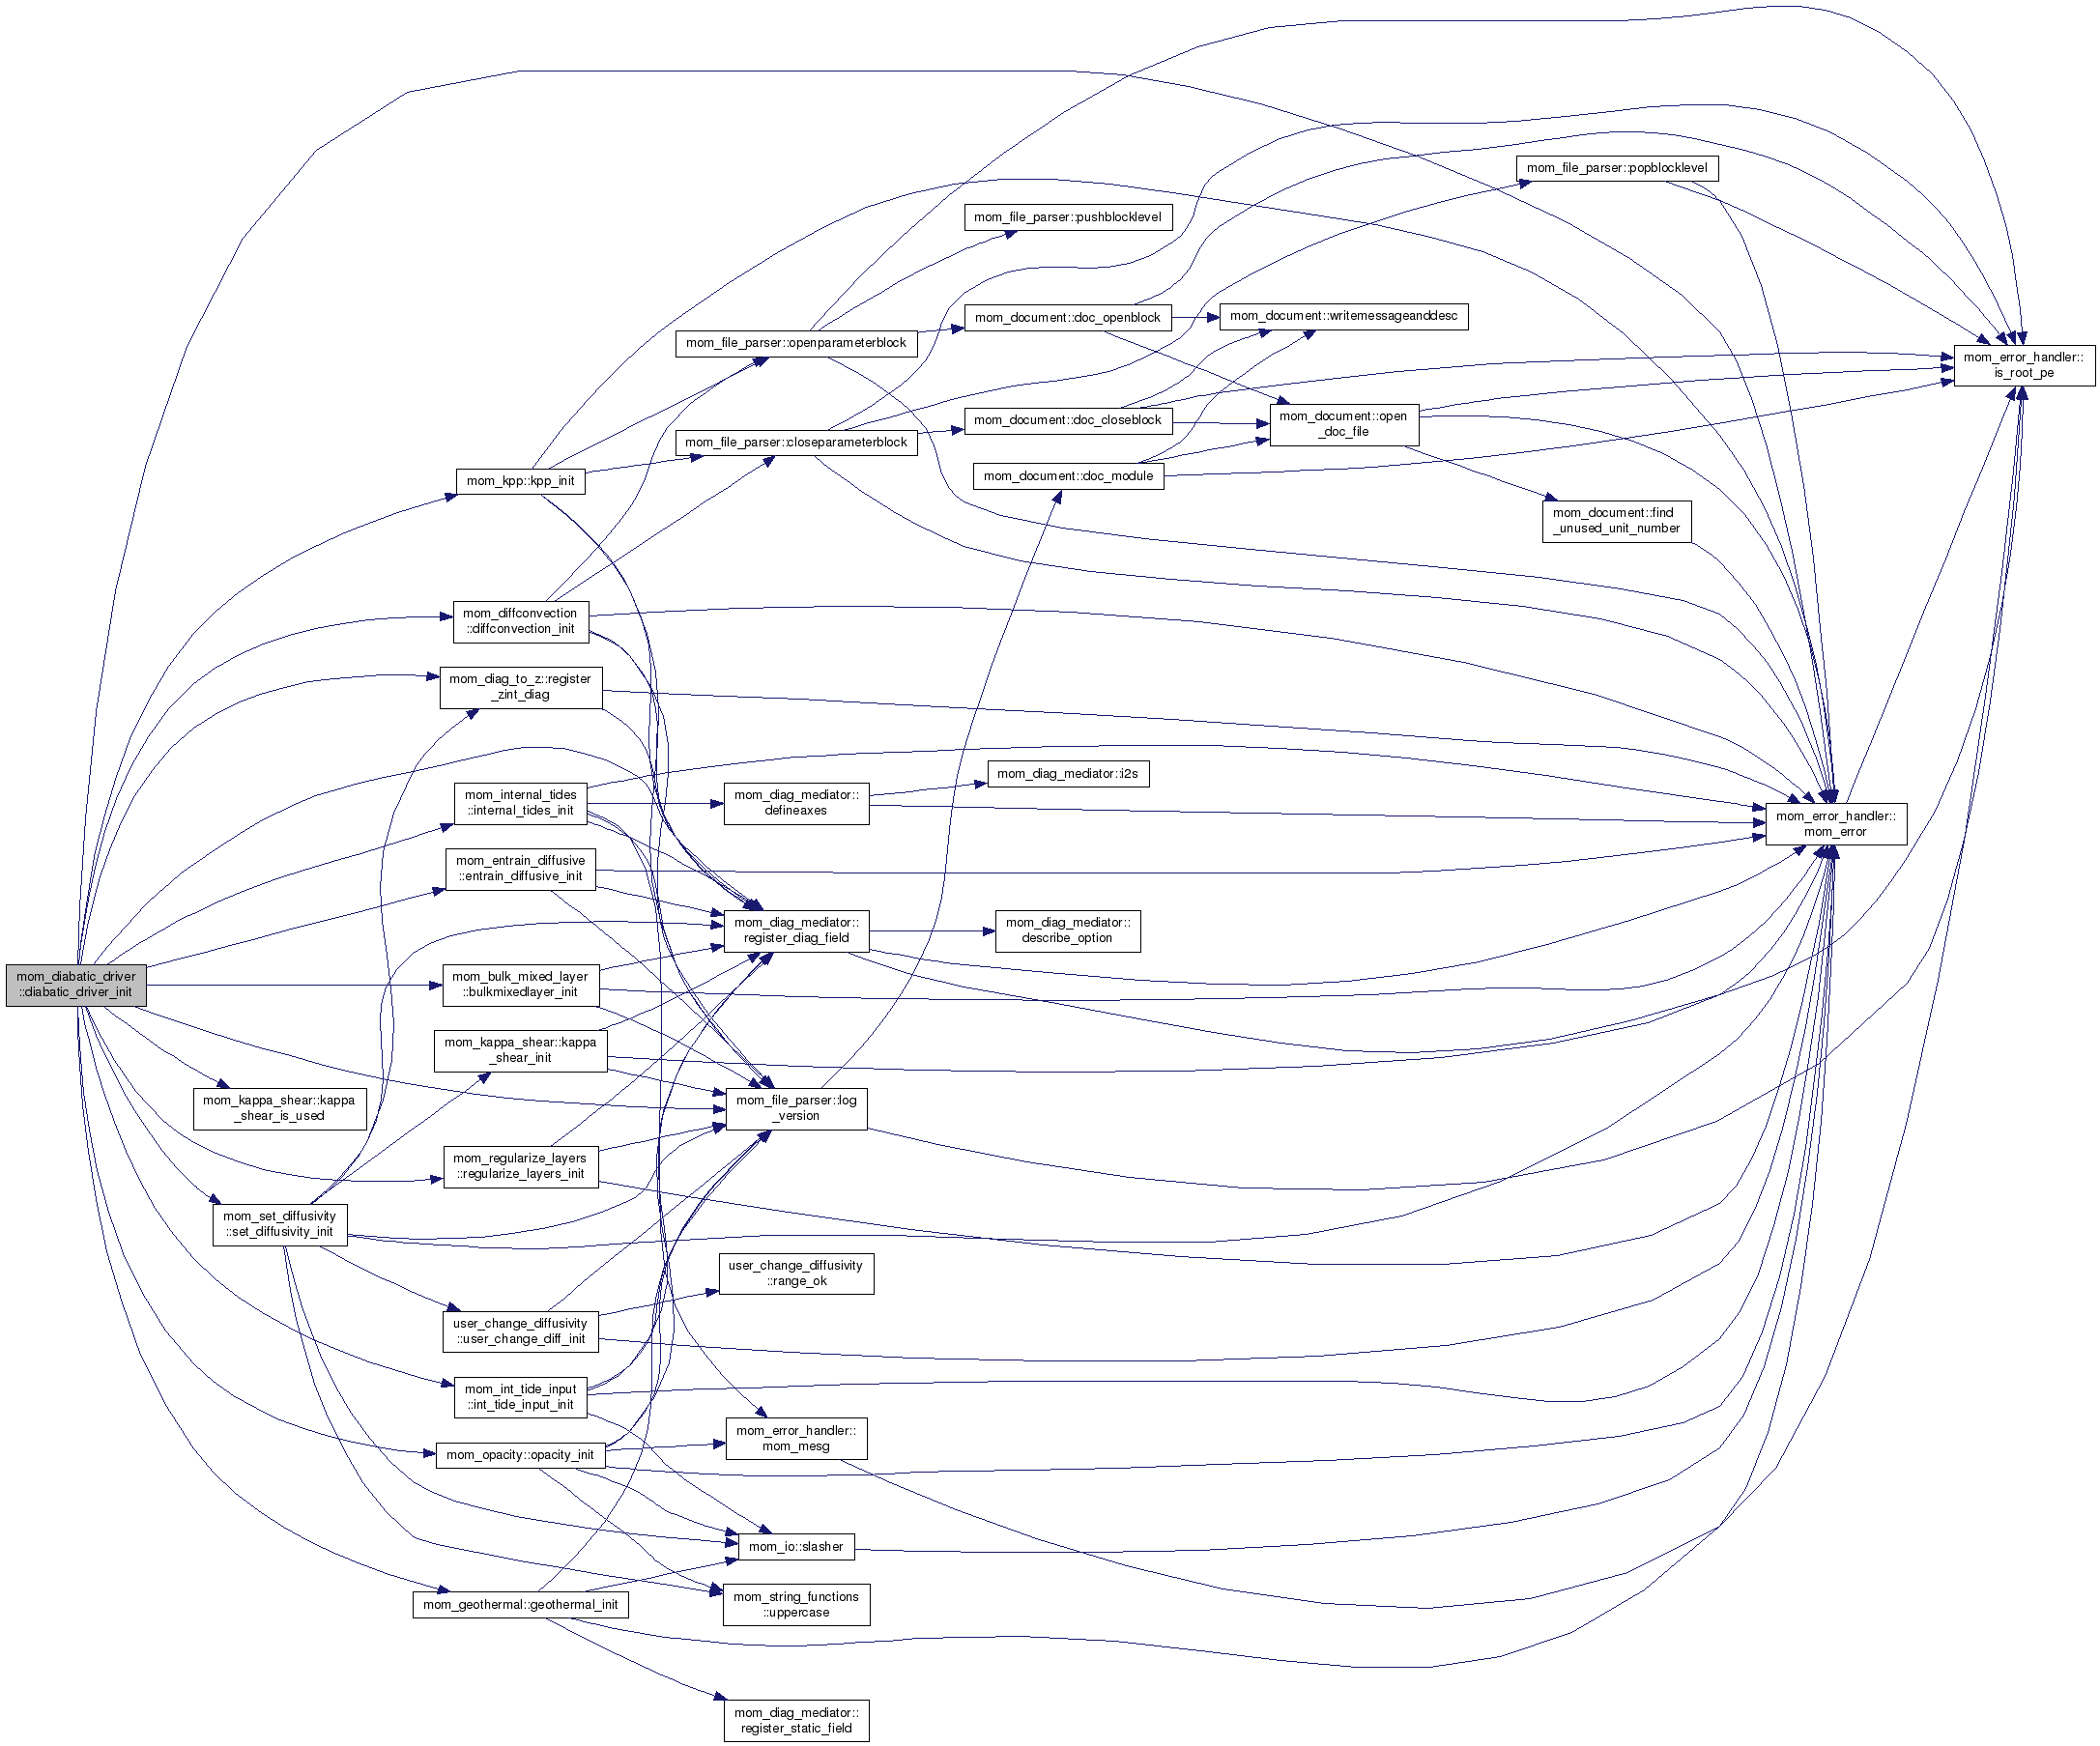 mom_diabatic_driver
::diabatic_driver_init
mom_kappa_shear::kappa
_shear_is_used
mom_set_diffusivity
::set_diffusivity_init
mom_kpp::kpp_init
mom_diffconvection
::diffconvection_init
mom_diag_to_z::register
_zint_diag
mom_internal_tides
::internal_tides_init
mom_entrain_diffusive
::entrain_diffusive_init
mom_bulk_mixed_layer
::bulkmixedlayer_init
mom_kappa_shear::kappa
_shear_init
mom_regularize_layers
::regularize_layers_init
user_change_diffusivity
::user_change_diff_init
mom_int_tide_input
::int_tide_input_init
mom_opacity::opacity_init
mom_geothermal::geothermal_init
mom_file_parser::openparameterblock
mom_file_parser::closeparameterblock
mom_diag_mediator::
defineaxes
mom_diag_mediator::
register_diag_field
mom_file_parser::log
_version
user_change_diffusivity
::range_ok
mom_error_handler::
mom_mesg
mom_io::slasher
mom_string_functions
::uppercase
mom_diag_mediator::
register_static_field
mom_file_parser::pushblocklevel
mom_document::doc_openblock
mom_document::doc_closeblock
mom_document::doc_module
mom_diag_mediator::i2s
mom_diag_mediator::
describe_option
mom_document::writemessageanddesc
mom_document::open
_doc_file
mom_file_parser::popblocklevel
mom_document::find
_unused_unit_number
mom_error_handler::
mom_error
mom_error_handler::
is_root_pe